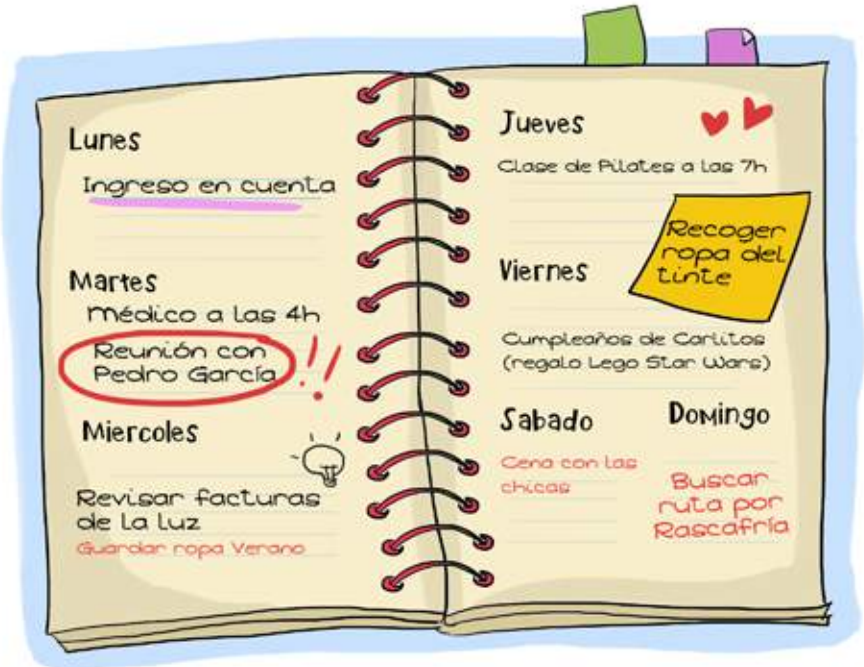 Lunes
Ingreso en cuenta
Martes
Médico a las 4h
Reunión con
Pedro García
!!
Miercoles
Revisar facturas
de la luz
Guardar ropa Verano
Jueves
Clase de Pilates a las 7h
Recoger
ropa del
tinte
Viernes
Cumpleaños de Carlitos
(regalo Lego Star Wars)
Sabado
Cena con las
chicas
Domingo
Buscar
ruta por
Rascafría